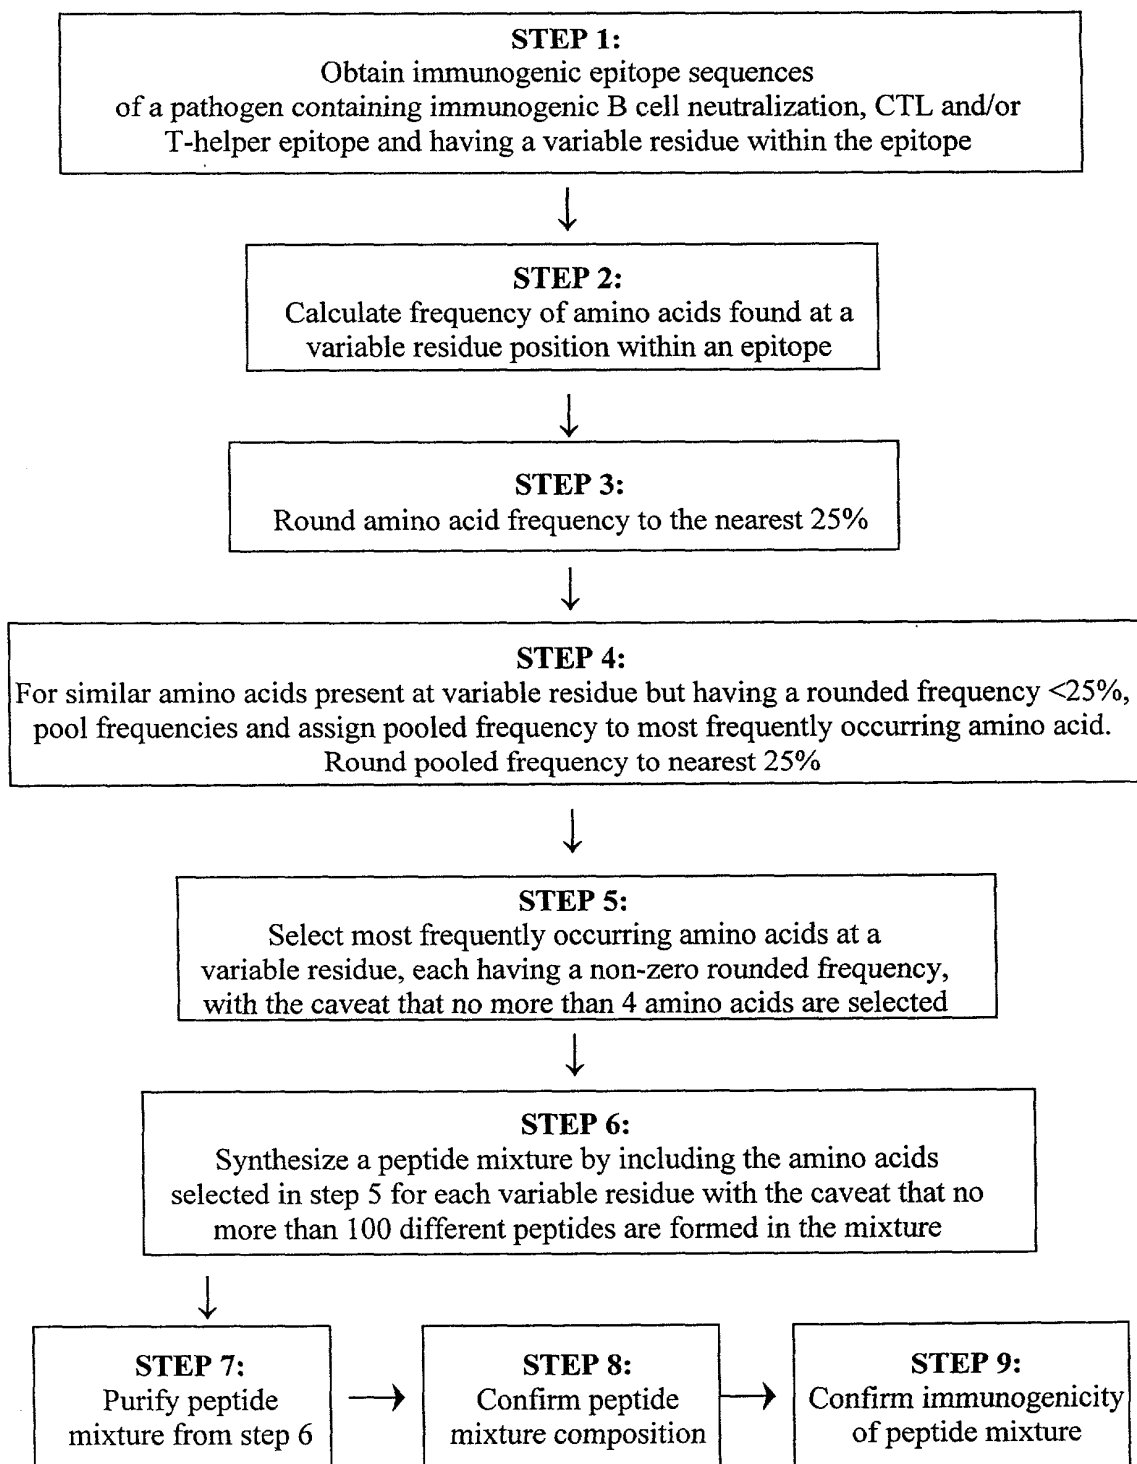 STEP 1:
Obtain immunogenic epitope sequences
of a pathogen containing immunogenic B cell neutralization, CTL and/or
T-helper epitope and having a variable residue within the epitope
↓
STEP 2:
Calculate frequency of amino acids found at a
variable residue position within an epitope
↓
STEP 3:
Round amino acid frequency to the nearest 25%
↓
STEP 4:
For similar amino acids present at variable residue but having a rounded frequency <25%,
pool frequencies and assign pooled frequency to most frequently occurring amino acid.
Round pooled frequency to nearest 25%
↓
STEP 5:
Select most frequently occurring amino acids at a
variable residue, each having a non-zero rounded frequency,
with the caveat that no more than 4 amino acids are selected
↓
STEP 6:
Synthesize a peptide mixture by including the amino acids
selected in step 5 for each variable residue with the caveat that no
more than 100 different peptides are formed in the mixture
↓
STEP 7:
Purify peptide
mixture from step 6
→
STEP 8:
Confirm peptide
mixture composition
→
STEP 9:
Confirm immunogenicity
of peptide mixture